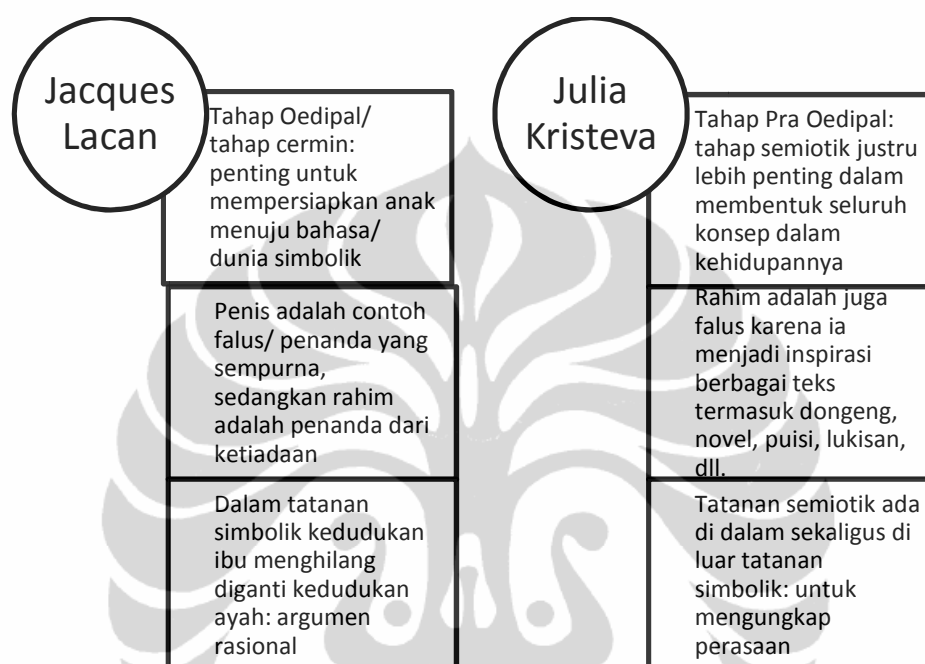 Jacques
Lacan
Tahap Oedipal/
tahap cermin:
penting untuk
mempersiapkan anak
menuju bahasa/
dunia simbolik
Penis adalah contoh
falus/ penanda yang
sempurna,
sedangkan rahim
adalah penanda dari
ketiadaan
Dalam tatanan
simbolik kedudukan
ibu menghilang
diganti kedudukan
ayah: argumen
rasional
Julia
Kristeva
Tahap Pra Oedipal:
tahap semiotik justru
lebih penting dalam
membentuk seluruh
konsep dalam
kehidupannya
Rahim adalah juga
falus karena ia
menjadi inspirasi
berbagai teks
termasuk dongeng,
novel, puisi, lukisan,
dll.
Tatanan semiotik ada
di dalam sekaligus di
luar tatanan
simbolik: untuk
mengungkap
perasaan